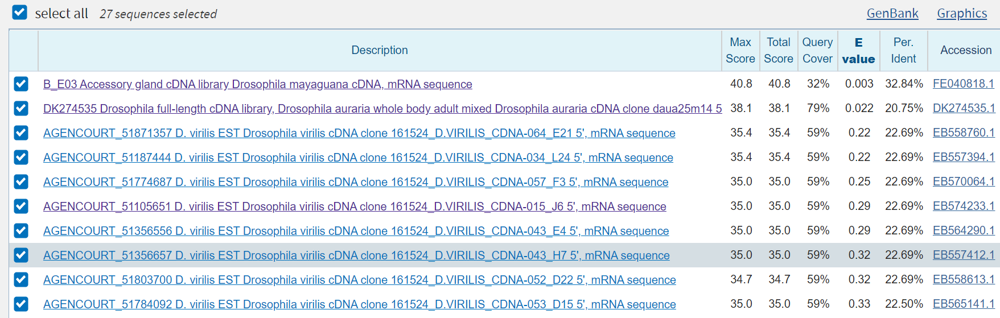 select all 27 sequences selected GenBank Graphics
Description Max Score Total Score Query Cover E value Per. Ident Accession
B_E03 Accessory gland cDNA library Drosophila mayaguana cDNA, mRNA sequence 40.8 40.8 32% 0.003 32.84% FE040818.1
DK274535 Drosophila full-length cDNA library, Drosophila auraria whole body adult mixed Drosophila auraria cDNA clone daua25m14 5 38.1 38.1 79% 0.022 20.75% DK274535.1
AGENCOURT_51871357 D. virilis EST Drosophila virilis cDNA clone 161524_D.VIRILIS_CDNA-064_E21 5', mRNA sequence 35.4 35.4 59% 0.22 22.69% EB558760.1
AGENCOURT_51187444 D. virilis EST Drosophila virilis cDNA clone 161524_D.VIRILIS_CDNA-034_L24 5', mRNA sequence 35.4 35.4 59% 0.22 22.69% EB557394.1
AGENCOURT_51774687 D. virilis EST Drosophila virilis cDNA clone 161524_D.VIRILIS_CDNA-057_F3 5', mRNA sequence 35.0 35.0 59% 0.25 22.69% EB570064.1
AGENCOURT_51105651 D. virilis EST Drosophila virilis cDNA clone 161524_D.VIRILIS_CDNA-015_J6 5', mRNA sequence 35.0 35.0 59% 0.29 22.69% EB574233.1
AGENCOURT_51356556 D. virilis EST Drosophila virilis cDNA clone 161524_D.VIRILIS_CDNA-043_E4 5', mRNA sequence 35.0 35.0 59% 0.29 22.69% EB564290.1
AGENCOURT_51356657 D. virilis EST Drosophila virilis cDNA clone 161524_D.VIRILIS_CDNA-043_H7 5', mRNA sequence 35.0 35.0 59% 0.32 22.69% EB557412.1
AGENCOURT_51803700 D. virilis EST Drosophila virilis cDNA clone 161524_D.VIRILIS_CDNA-052_D22 5', mRNA sequence 34.7 34.7 59% 0.32 22.69% EB558613.1
AGENCOURT_51784092 D. virilis EST Drosophila virilis cDNA clone 161524_D.VIRILIS_CDNA-053_D15 5', mRNA sequence 35.0 35.0 59% 0.33 22.50% EB565141.1